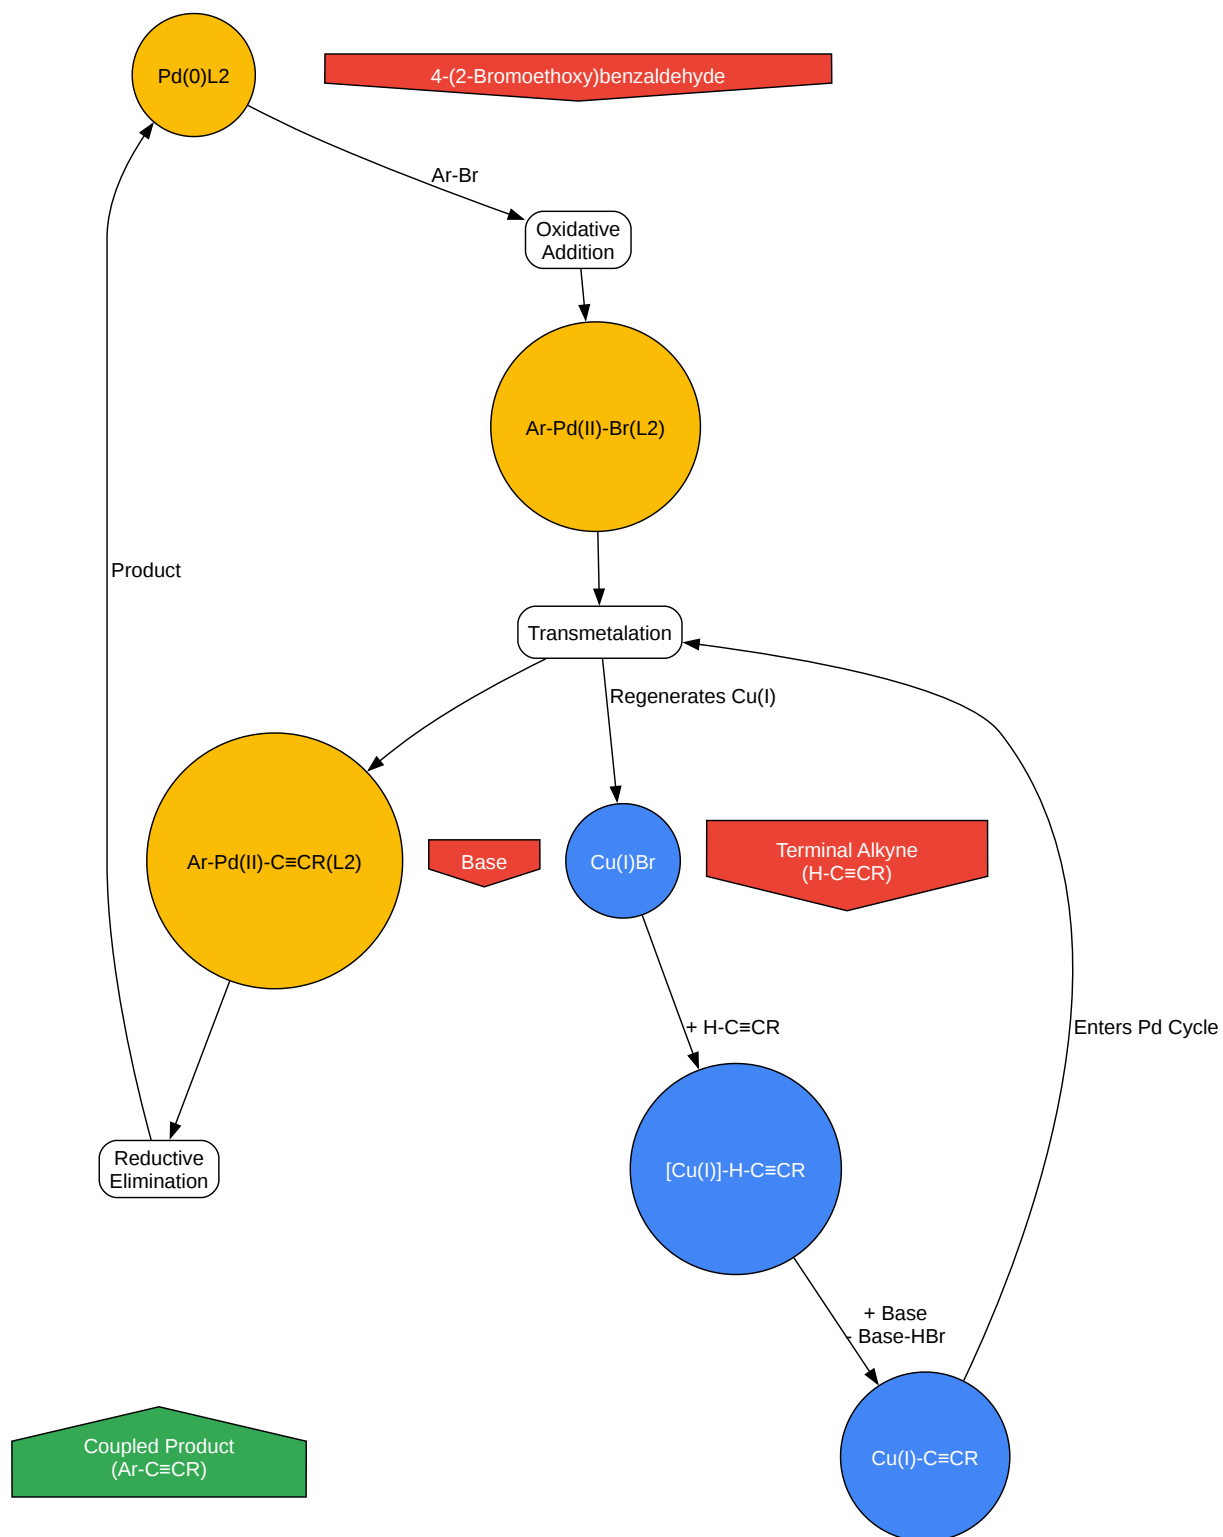 Pd(0)L2
4-(2-Bromoethoxy)benzaldehyde
Ar-Br
Oxidative
Addition
Ar-Pd(II)-Br(L2)
Product
Transmetalation
Regenerates Cu(I)
Ar-Pd(II)-C≡CR(L2)
Base
Cu(I)Br
Terminal Alkyne
(H-C≡CR)
+ H-C≡CR
Enters Pd Cycle
Reductive
Elimination
[Cu(I)]-H-C≡CR
+ Base
- Base-HBr
Coupled Product
(Ar-C≡CR)
Cu(I)-C≡CR